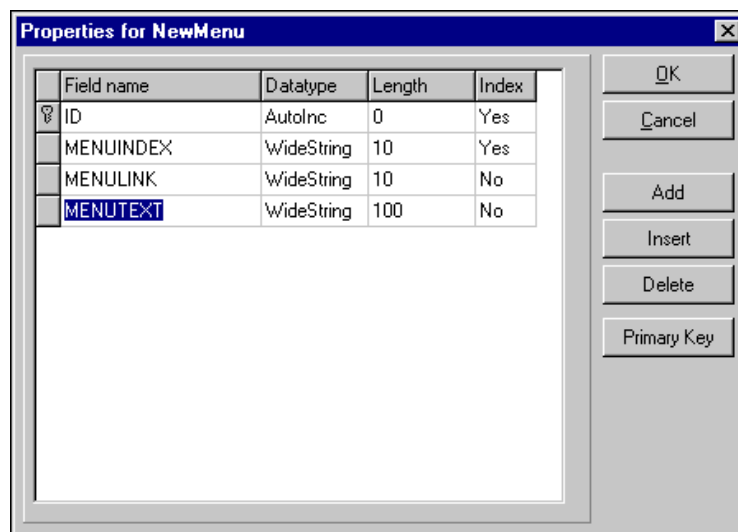 Properties for NewMenu
Field name Datatype Length Index
ID AutoInc 0 Yes
MENUINDEX WideString 10 Yes
MENULINK WideString 10 No
MENUTEXT WideString 100 No
OK
Cancel
Add
Insert
Delete
Primary Key